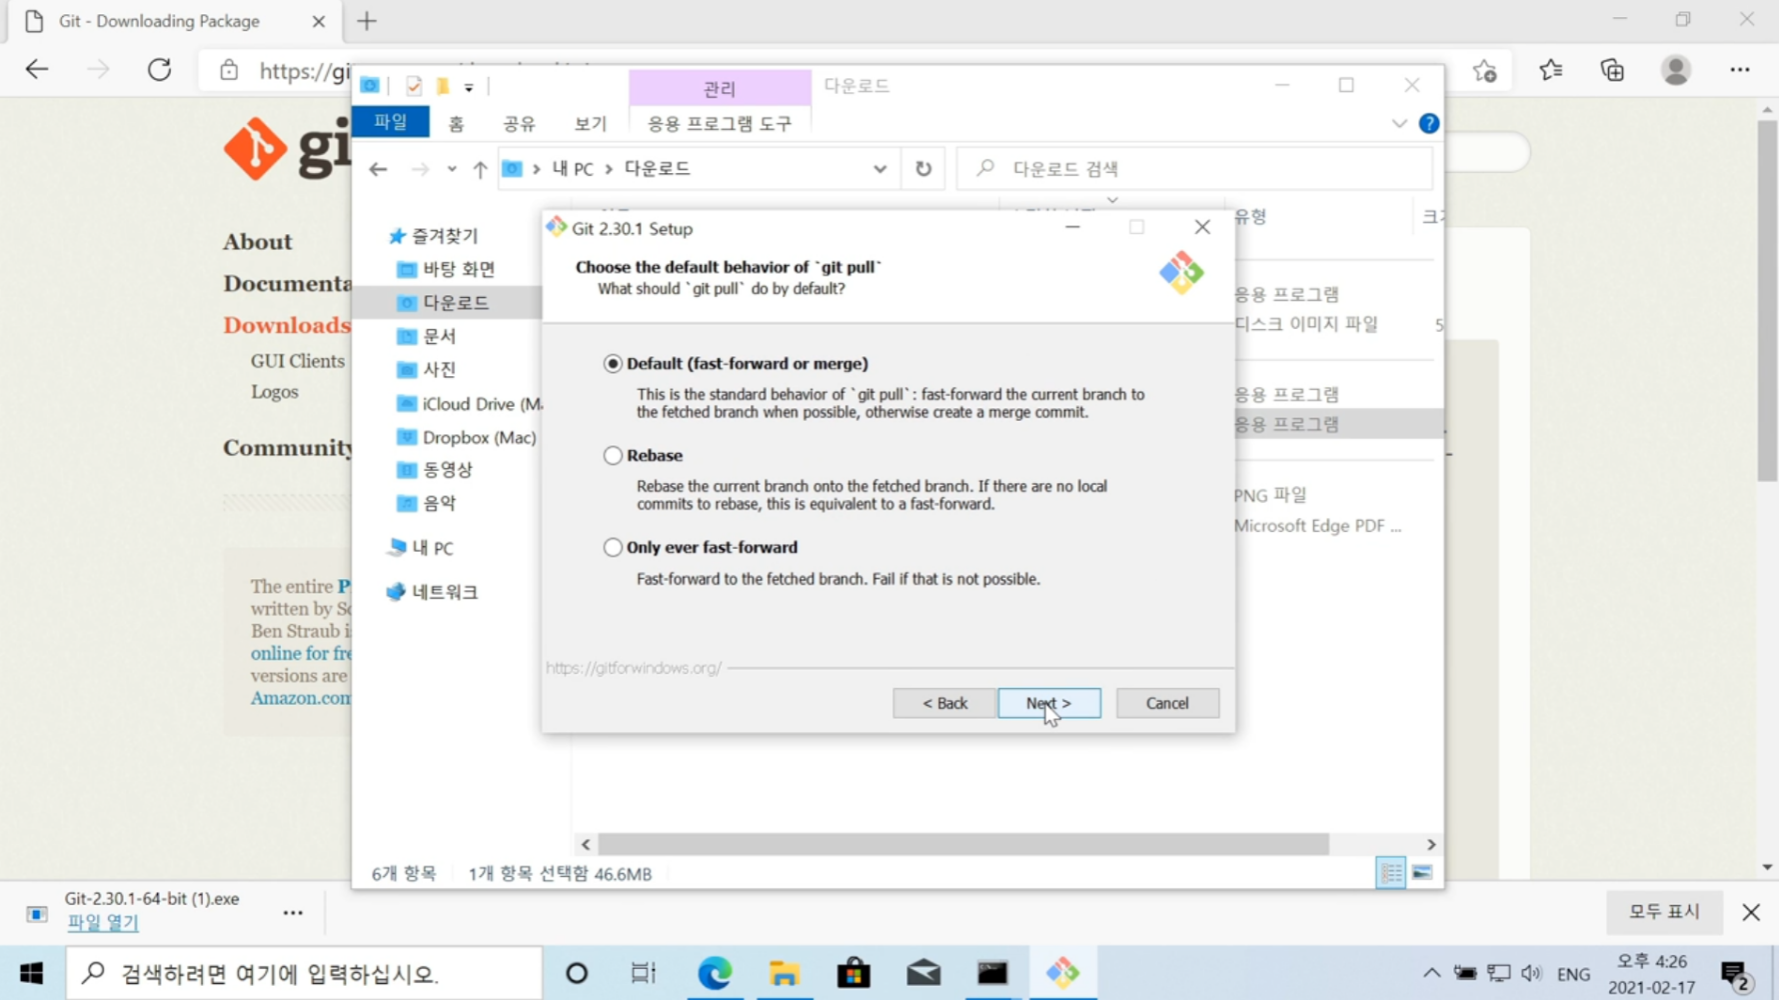 Git - Downloading Package
https://gi
관리
다운로드
파일
홈
공유
보기
응용 프로그램 도구
내 PC
다운로드
다운로드 검색
gi
유형
About
Documenta
Downloads
GUI Clients
Logos
Community
즐겨찾기
바탕 화면
다운로드
문서
사진
iCloud Drive (M
Dropbox (Mac)
동영상
음악
내 PC
네트워크
Git 2.30.1 Setup
Choose the default behavior of `git pull`
What should `git pull` do by default?
Default (fast-forward or merge)
This is the standard behavior of `git pull`: fast-forward the current branch to
the fetched branch when possible, otherwise create a merge commit.
Rebase
Rebase the current branch onto the fetched branch. If there are no local
commits to rebase, this is equivalent to a fast-forward.
Only ever fast-forward
Fast-forward to the fetched branch. Fail if that is not possible.
https://gitforwindows.org/
< Back
Next >
Cancel
응용 프로그램
디스크 이미지 파일
5
응용 프로그램
응용 프로그램
PNG 파일
Microsoft Edge PDF ...
The entire P
written by Sc
Ben Straub i
online for fre
versions are
Amazon.com
6개 항목
1개 항목 선택함 46.6MB
Git-2.30.1-64-bit (1).exe
파일 열기
모두 표시
검색하려면 여기에 입력하십시오.
ENG
오후 4:26
2021-02-17
2